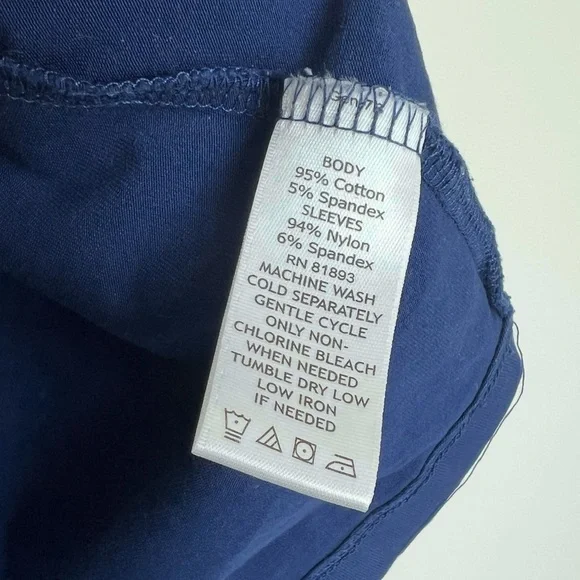 BODY
95% Cotton
5% Spandex
SLEEVES
94% Nylon
6% Spandex
RN 81893
MACHINE WASH
COLD SEPARATELY
GENTLE CYCLE
ONLY NON-
CHLORINE BLEACH
WHEN NEEDED
TUMBLE DRY LOW
LOW IRON
IF NEEDED